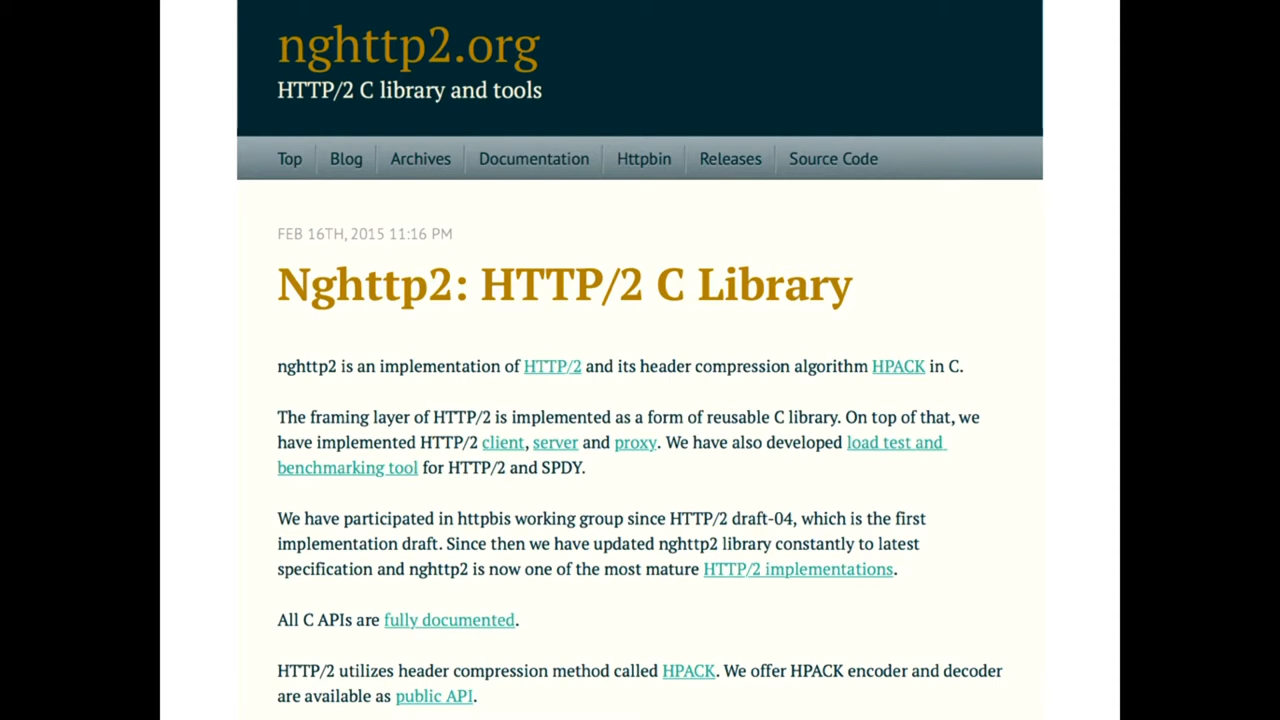 nghttp2.org
HTTP/2 C library and tools
Top Blog Archives Documentation Httpbin Releases Source Code
FEB 16TH, 2015 11:16 PM
Nghttp2: HTTP/2 C Library
nghttp2 is an implementation of HTTP/2 and its header compression algorithm HPACK in C.
The framing layer of HTTP/2 is implemented as a form of reusable C library. On top of that, we
have implemented HTTP/2 client, server and proxy. We have also developed load test and
benchmarking tool for HTTP/2 and SPDY.
We have participated in httpbis working group since HTTP/2 draft-04, which is the first
implementation draft. Since then we have updated nghttp2 library constantly to latest
specification and nghttp2 is now one of the most mature HTTP/2 implementations.
All C APIs are fully documented.
HTTP/2 utilizes header compression method called HPACK. We offer HPACK encoder and decoder
are available as public API.